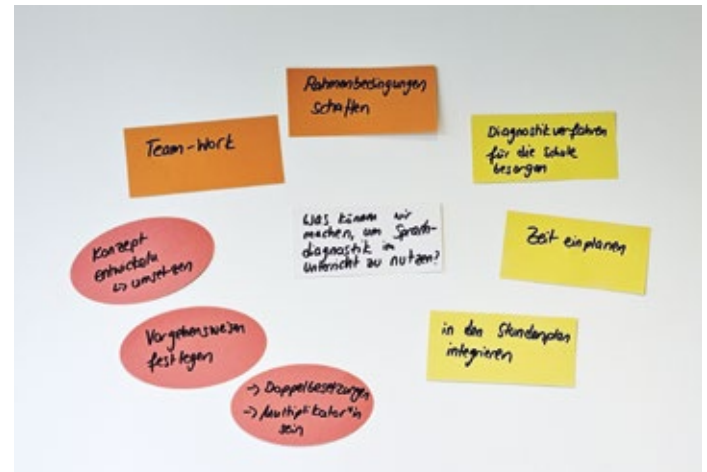 Rahmenbedingungen
schaffen
Team-Work
Diagnostikverfahren
für die Schule
besorgen
Was können wir
machen, um Sprach-
diagnostik im
Unterricht zu nutzen?
Konzept
entwickeln
↳ umsetzen
Zeit einplanen
Vorgehensweisen
festlegen
in den Stundenplan
integrieren
-> Doppelbesetzungen
-> Multiplikator*in
sein